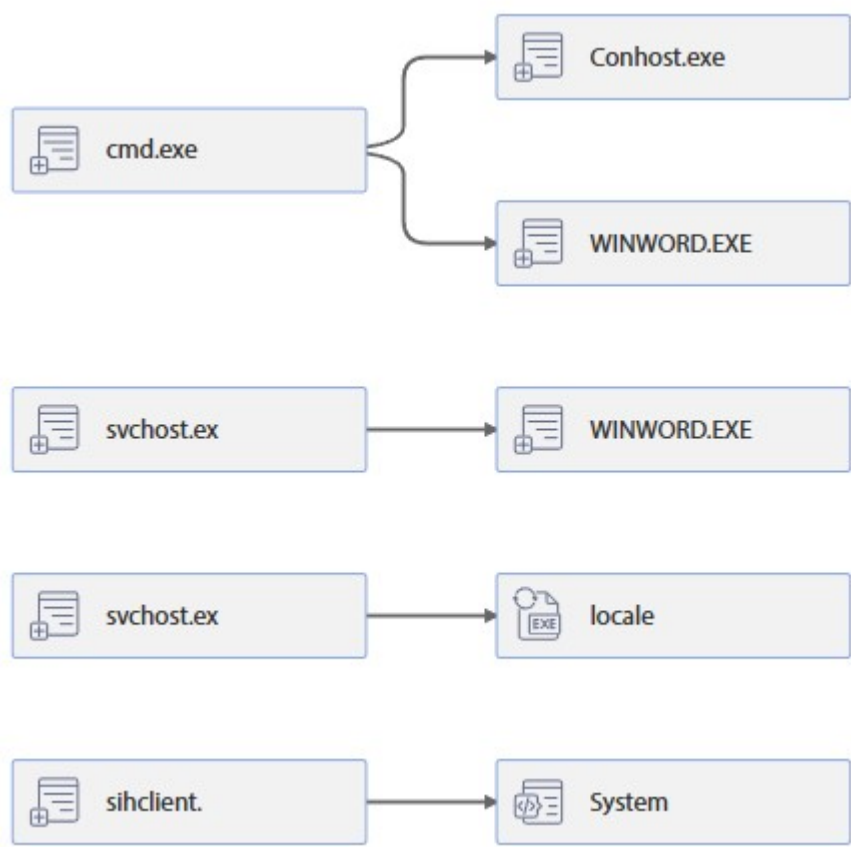 Conhost.exe
cmd.exe
WINWORD.EXE
svchost.ex
WINWORD.EXE
svchost.ex
EXE
locale
sihclient.
System